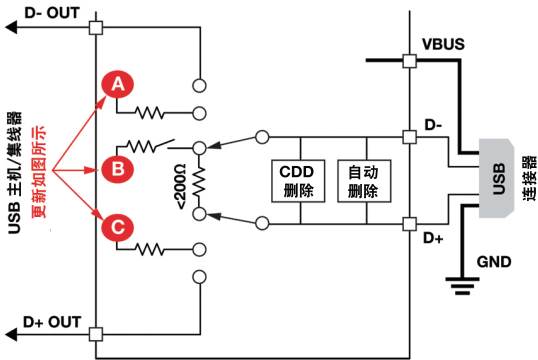 D- OUT
VBUS
A
USB 主机/集线器
更新如图所示
D-
B
<200Ω
CDD
删除
自动
删除
USB
连接器
C
D+
GND
D+ OUT